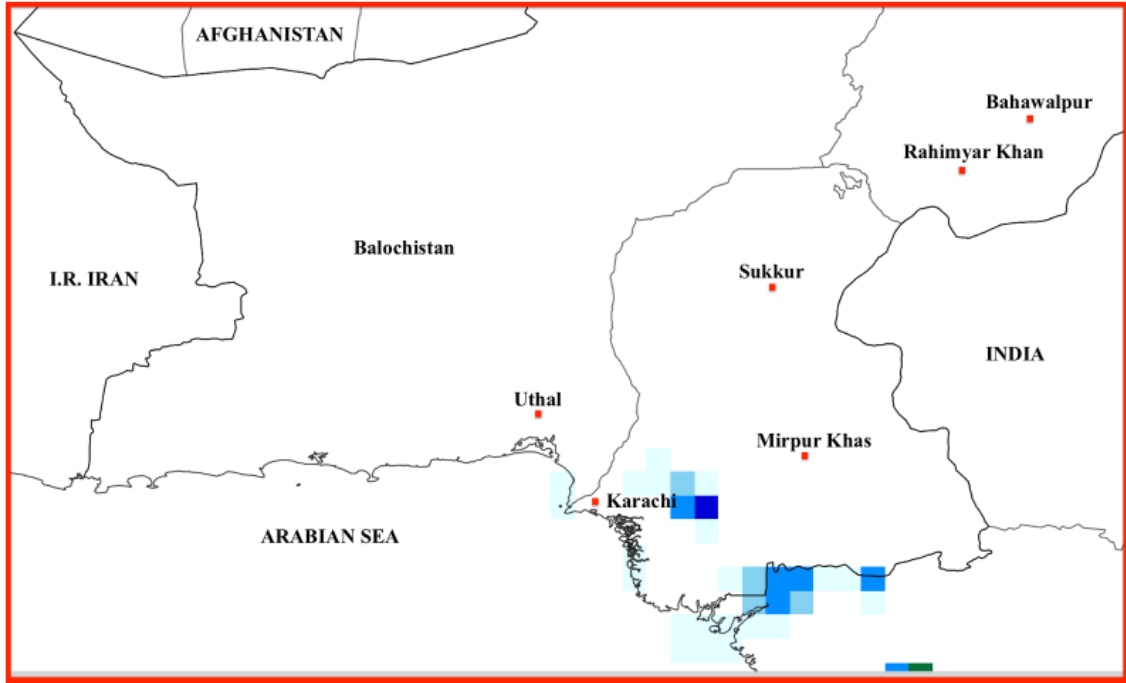 AFGHANISTAN
Bahawalpur
Rahimyar Khan
Balochistan
I.R. IRAN
Sukkur
INDIA
Uthal
Mirpur Khas
Karachi
ARABIAN SEA